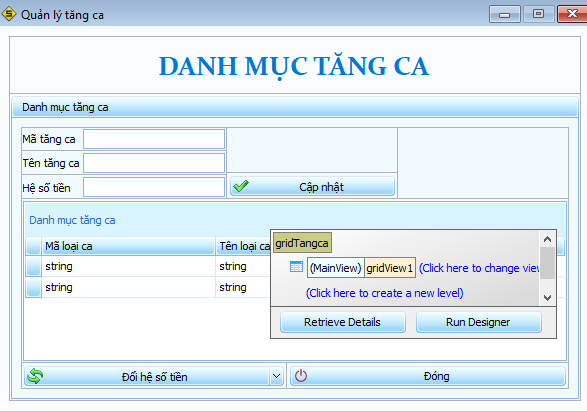 Quản lý tăng ca
DANH MỤC TĂNG CA
Danh mục tăng ca
Mã tăng ca
Tên tăng ca
Hệ số tiền
Cập nhật
Danh mục tăng ca
gridTangca
Mã loại ca Tên loại ca
(MainView) gridView1 (Click here to change view
string string
string string
(Click here to create a new level)
Retrieve Details Run Designer
Đổi hệ số tiền Đóng